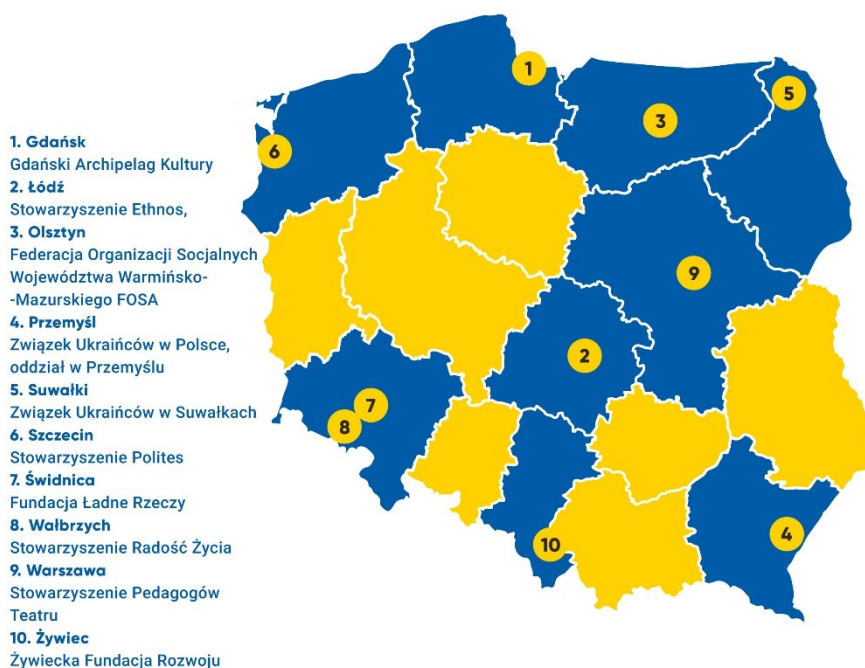 1. Gdańsk
Gdański Archipelag Kultury
2. Łódź
Stowarzyszenie Ethnos,
3. Olsztyn
Federacja Organizacji Socjalnych
Województwa Warmińsko-
-Mazurskiego FOSA
4. Przemyśl
Związek Ukraińców w Polsce,
oddział w Przemyślu
5. Suwałki
Związek Ukraińców w Suwałkach
6. Szczecin
Stowarzyszenie Polites
7. Świdnica
Fundacja Ładne Rzeczy
8. Wałbrzych
Stowarzyszenie Radość Życia
9. Warszawa
Stowarzyszenie Pedagogów
Teatru
10. Żywiec
Żywiecka Fundacja Rozwoju
1
5
3
6
9
2
7
8
4
10